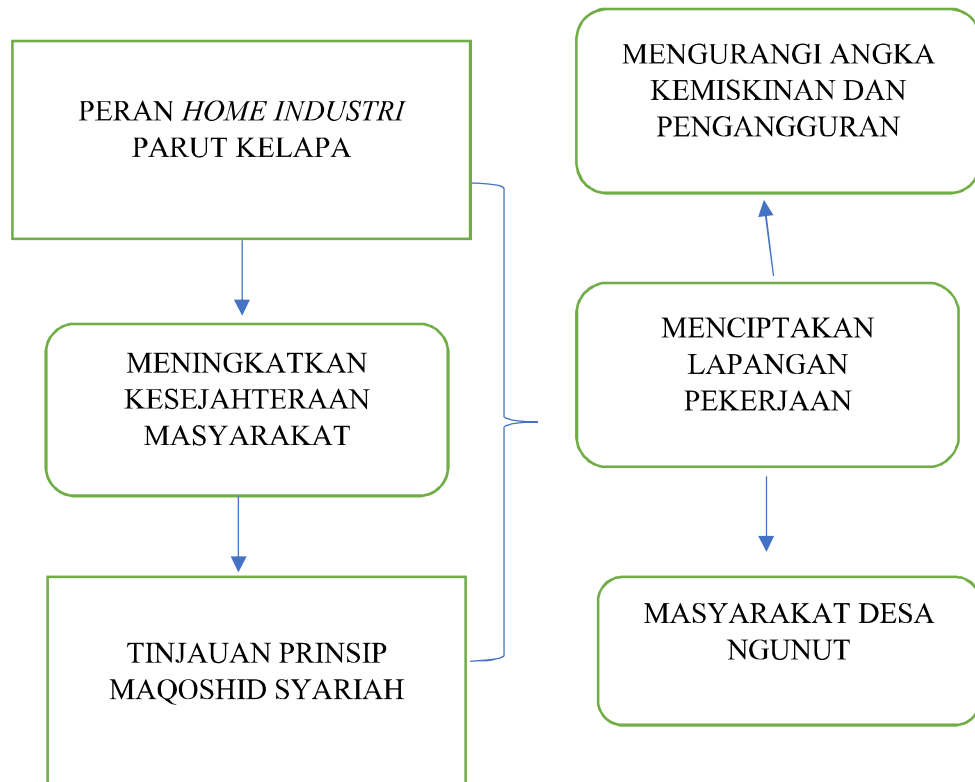 PERAN HOME INDUSTRI
PARUT KELAPA
MENINGKATKAN
KESEJAHTERAAN
MASYARAKAT
TINJAUAN PRINSIP
MAQOSHID SYARIAH
MENGURANGI ANGKA
KEMISKINAN DAN
PENGANGGURAN
MENCIPTAKAN
LAPANGAN
PEKERJAAN
MASYARAKAT DESA
NGUNUT